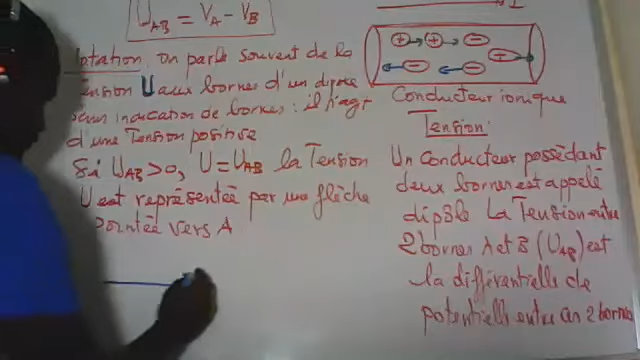 U_AB = V_A - V_B
Notation, on parle souvent de la
Tension U aux bornes d'un dipôle
sans indication de bornes: il s'agit
d'une Tension positive
Si U_AB > 0, U = U_AB la Tension
U est représentée par une flèche
pointée vers A
I
Conducteur ionique
Tension:
Un Conducteur possédant
deux bornes est appelé
dipôle La Tension entre
2 bornes A et B (U_AB) est
la différentielle de
potentielle entre les 2 bornes